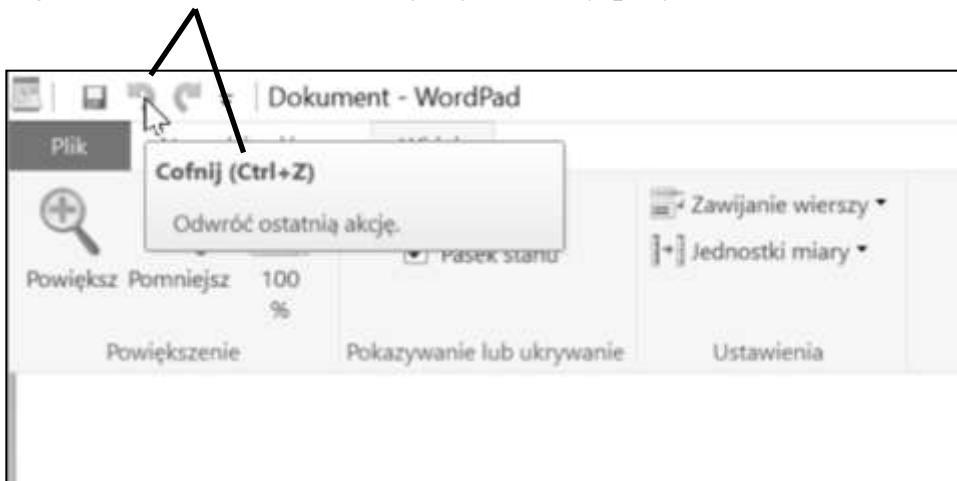 Dokument - WordPad
Plik
Cofnij (Ctrl+Z)
Odwróć ostatnią akcję.
Zawijanie wierszy
Pasek stanu
Jednostki miary
Powiększ Pomniejsz 100
%
Powiększenie Pokazywanie lub ukrywanie Ustawienia